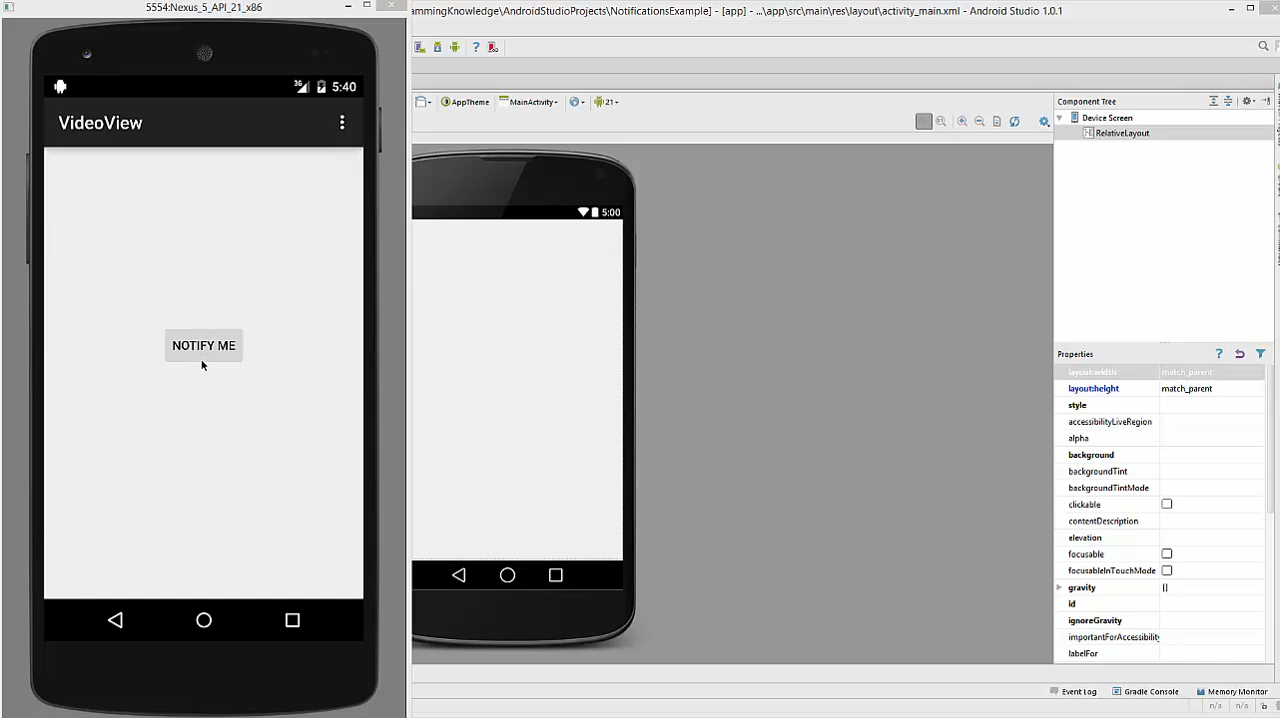 5554:Nexus_5_API_21_x86
3G 5:40
VideoView
NOTIFY ME
ammingKnowledge\AndroidStudioProjects\NotificationsExample - [app] - ...\app\src\main\res\layout\activity_main.xml - Android Studio 1.0.1
AppTheme MainActivity 21
5:00
Component Tree
Device Screen
RelativeLayout
Properties
layout:width match_parent
layout:height match_parent
style
accessibilityLiveRegion
alpha
background
backgroundTint
backgroundTintMode
clickable
contentDescription
elevation
focusable
focusableInTouchMode
gravity []
id
ignoreGravity
importantForAccessibility
labelFor
Event Log Gradle Console Memory Monitor
n/a n/a